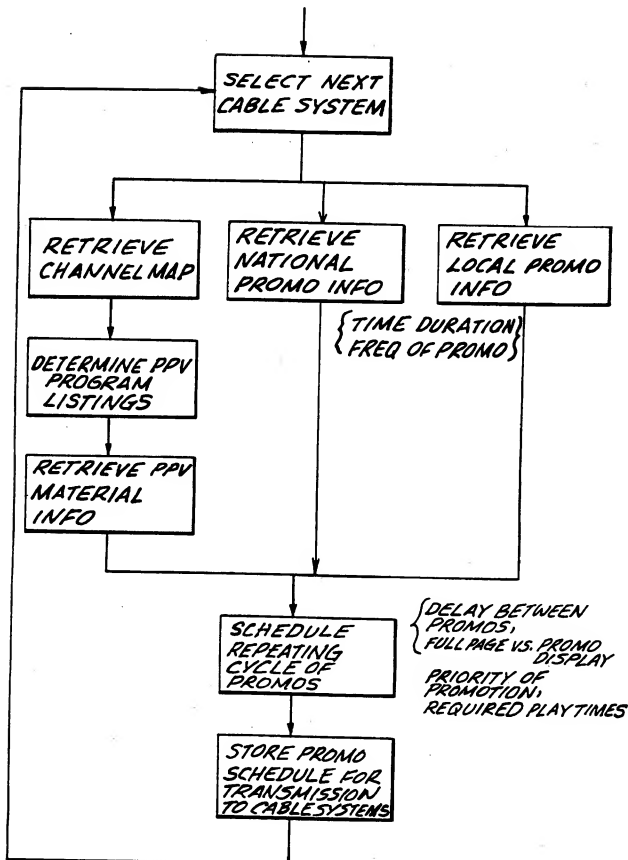 SELECT NEXT
CABLE SYSTEM
RETRIEVE
CHANNEL MAP
RETRIEVE
NATIONAL
PROMO INFO
RETRIEVE
LOCAL PROMO
INFO
{TIME DURATION}
{FREQ OF PROMO}
DETERMINE PPV
PROGRAM
LISTINGS
RETRIEVE PPV
MATERIAL
INFO
SCHEDULE
REPEATING
CYCLE OF
PROMOS
{DELAY BETWEEN
PROMOS,
FULL PAGE VS. PROMO
DISPLAY
PRIORITY OF
PROMOTION,
REQUIRED PLAY TIMES
STORE PROMO
SCHEDULE FOR
TRANSMISSION
TO CABLE SYSTEMS